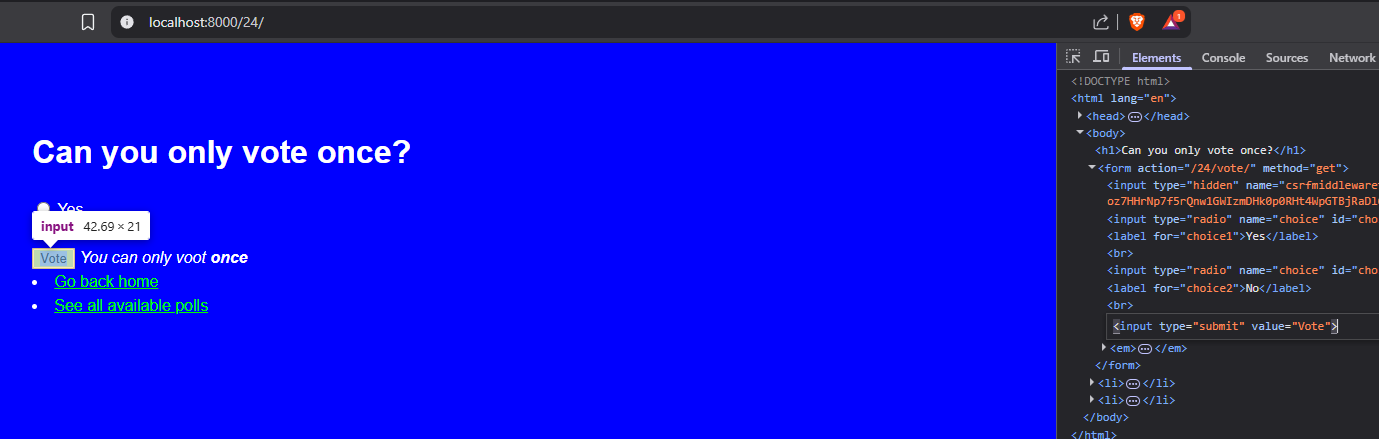 localhost:8000/24/
1
Can you only vote once?
Yes
input 42.69 × 21
Vote You can only voot once
Go back home
See all available polls
Elements Console Sources Network
<!DOCTYPE html>
<html lang="en">
<head> … </head>
<body>
<h1>Can you only vote once?</h1>
<form action="/24/vote/" method="get">
<input type="hidden" name="csrfmiddlewaret
<input type="radio" name="choice" id="cho
<label for="choice1">Yes</label>
<br>
<input type="radio" name="choice" id="cho
<label for="choice2">No</label>
<br>
<input type="submit" value="Vote">
<em> … </em>
</form>
<li> … </li>
<li> … </li>
</body>
</html>